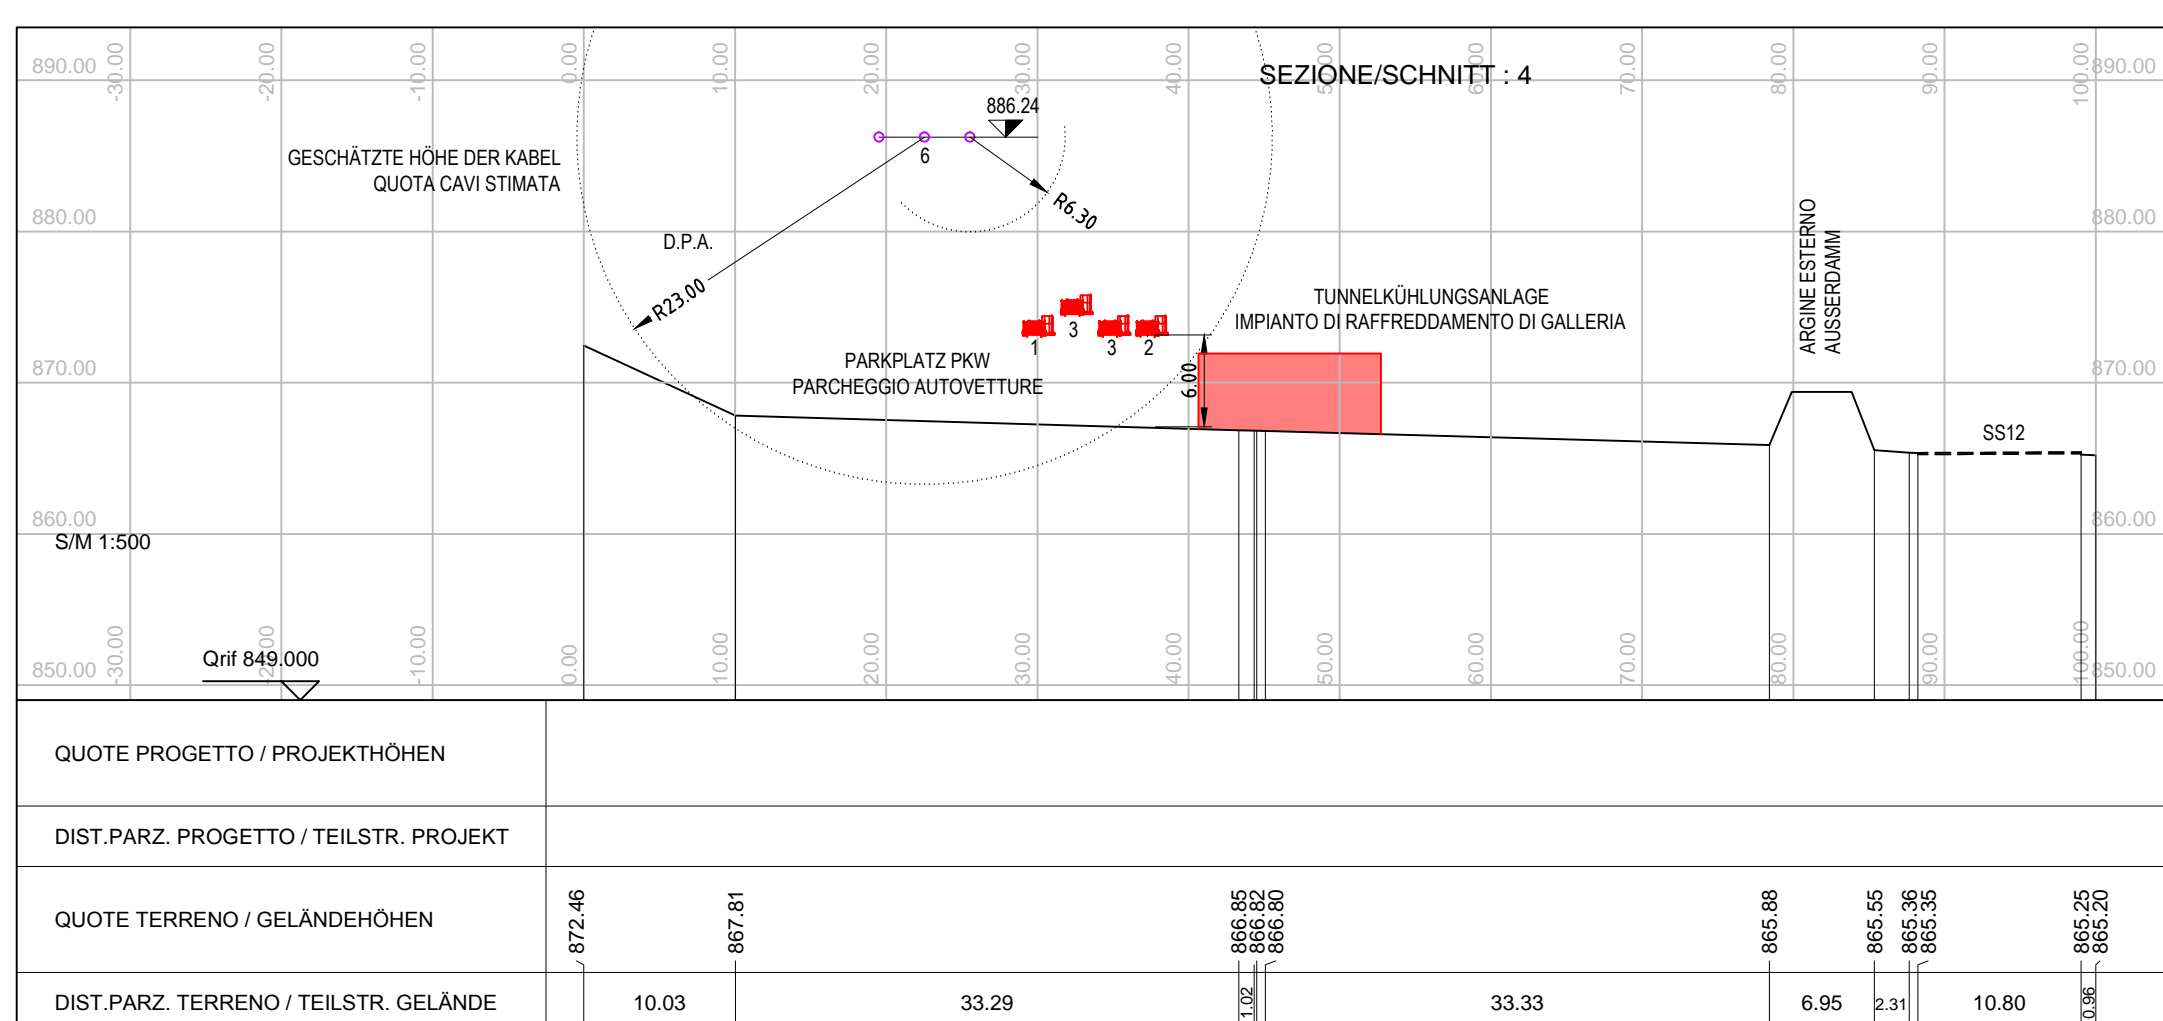 890.00 -30.00 -20.00 -10.00 0.00 10.00 20.00 30.00 40.00 50.00 60.00 70.00 80.00 90.00 100.00 890.00
SEZIONE/SCHNITT : 4
886.24
GESCHÄTZTE HÖHE DER KABEL
QUOTA CAVI STIMATA
6
R6.30
880.00 880.00
D.P.A.
R23.00
ARGINE ESTERNO
AUSSERDAMM
TUNNELKÜHLUNGSANLAGE
IMPIANTO DI RAFFREDDAMENTO DI GALLERIA
1 3 3 2
PARKPLATZ PKW
PARCHEGGIO AUTOVETTURE
6.00
870.00 870.00
SS12
860.00 860.00
S/M 1:500
Qrif 849.000
850.00 -30.00 -20.00 -10.00 0.00 10.00 20.00 30.00 40.00 50.00 60.00 70.00 80.00 90.00 100.00 850.00
QUOTE PROGETTO / PROJEKTHÖHEN
DIST.PARZ. PROGETTO / TEILSTR. PROJEKT
QUOTE TERRENO / GELÄNDEHÖHEN 872.46 867.81 866.85 866.82 866.80 865.88 865.55 865.36 865.35 865.25 865.20
DIST.PARZ. TERRENO / TEILSTR. GELÄNDE 10.03 33.29 1.02 33.33 6.95 2.31 10.80 0.96